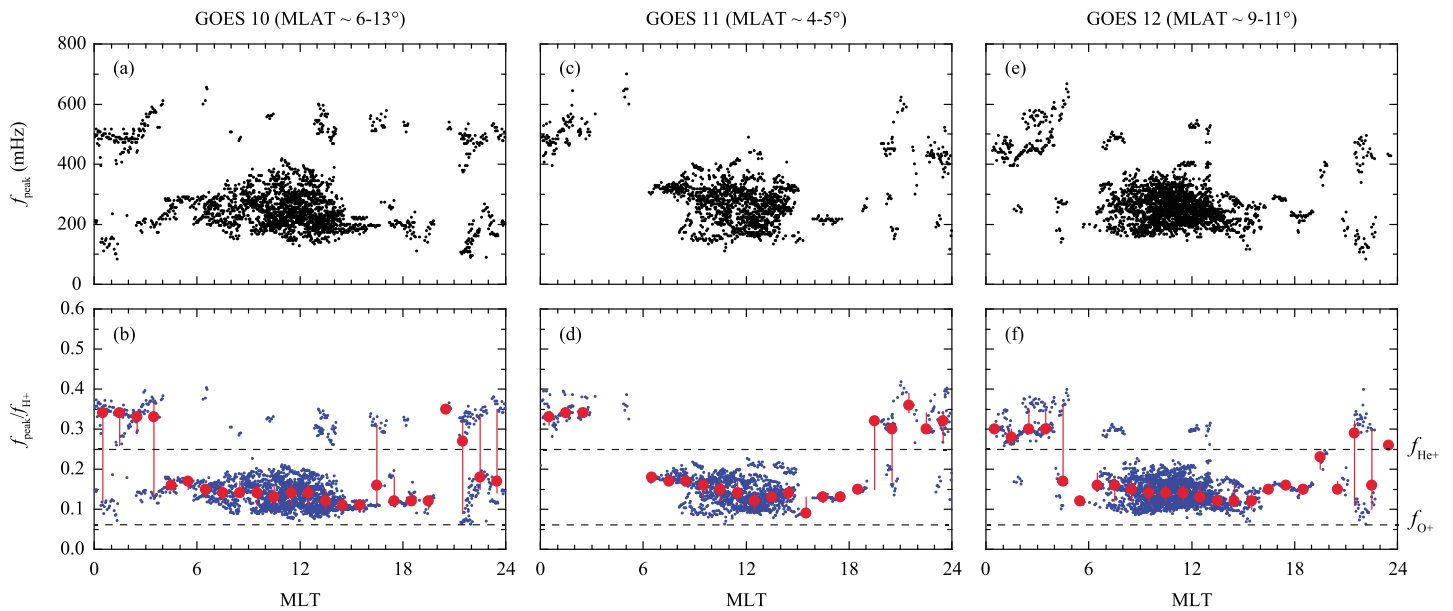 GOES 10 (MLAT ~ 6-13°) GOES 11 (MLAT ~ 4-5°) GOES 12 (MLAT ~ 9-11°)
800
600
400
200
0
f_peak (mHz)
(a) (c) (e)
0.6
0.5
0.4
0.3
0.2
0.1
0.0
f_peak/f_H+
(b) (d) (f)
f_He+
f_O+
0 6 12 18 24 0 6 12 18 24 0 6 12 18 24
MLT MLT MLT